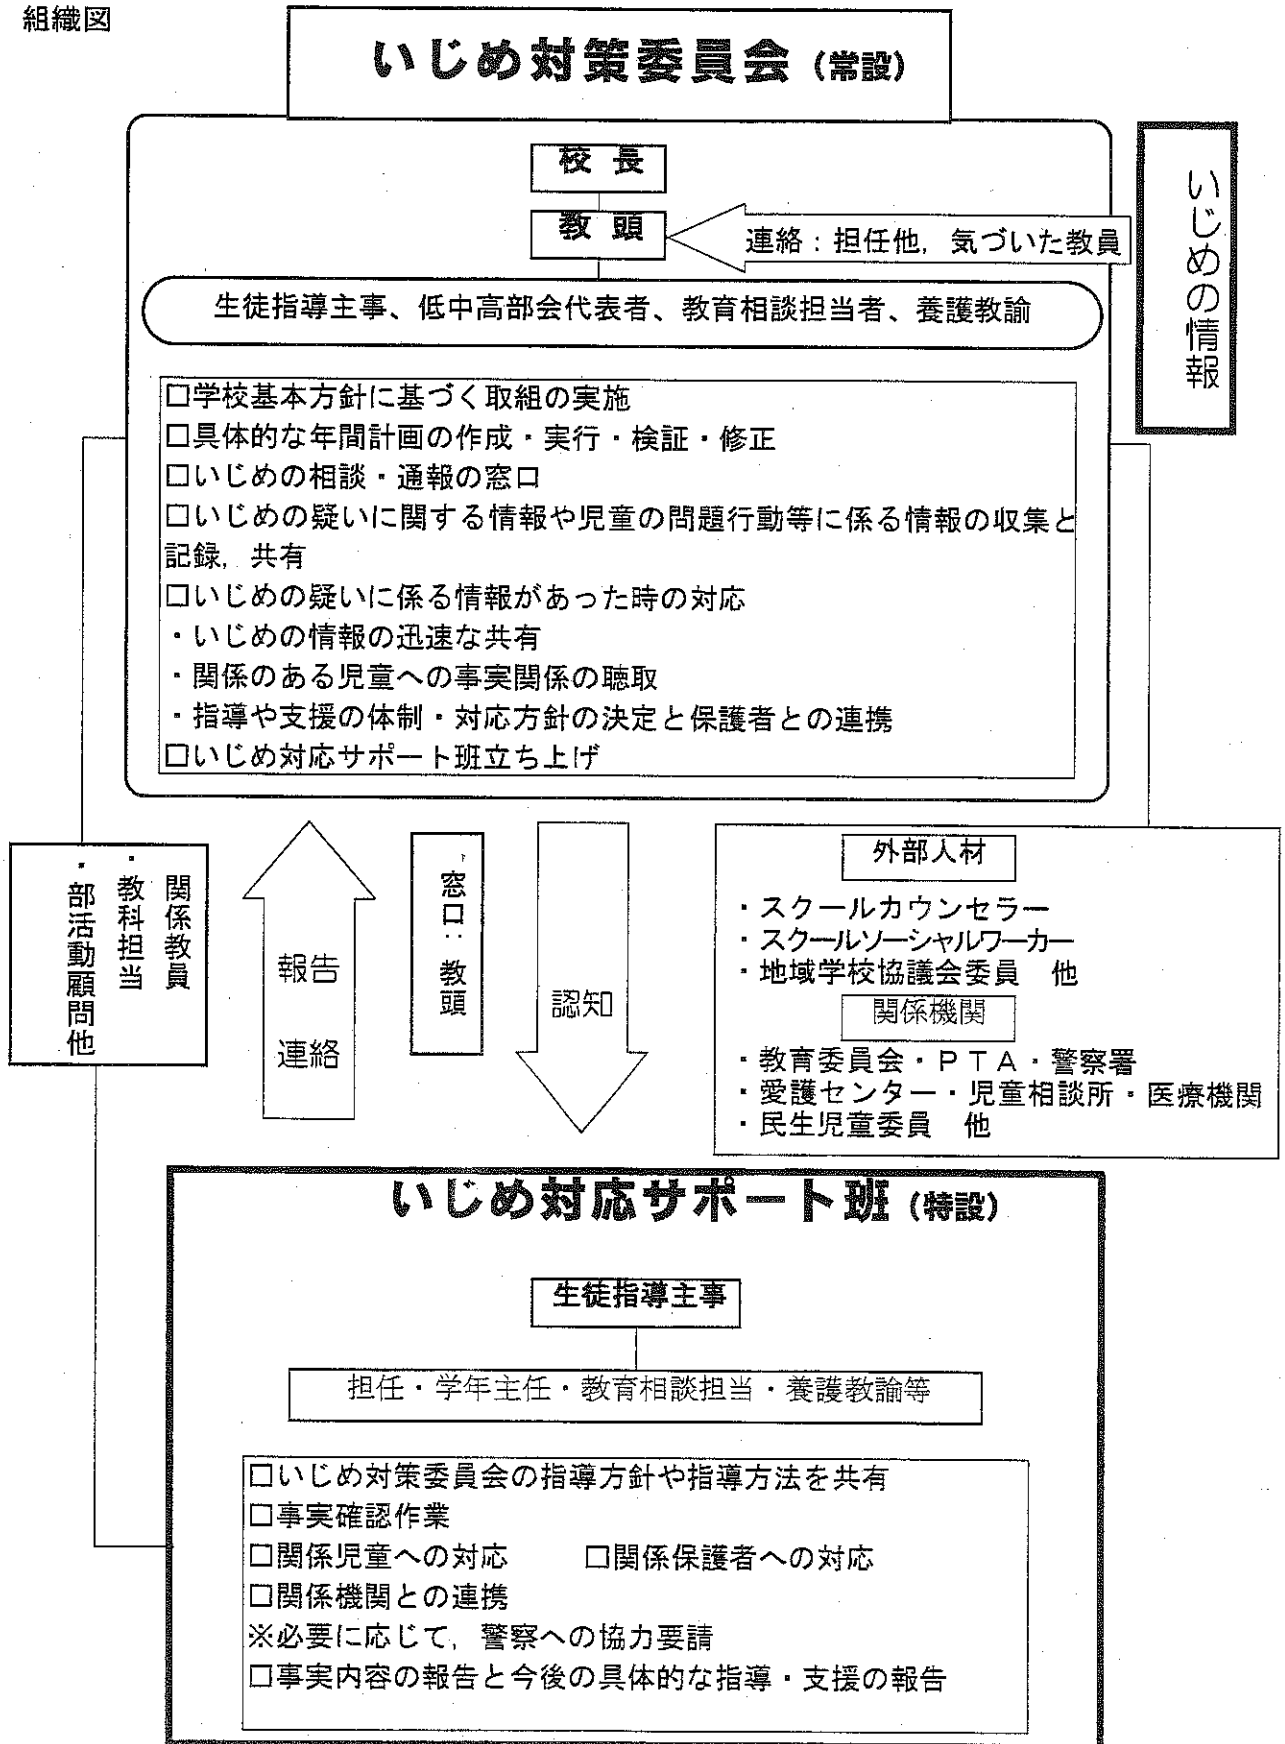 組織図
いじめ対策委員会（常設）
校 長
教 頭
連絡：担任他，気づいた教員
いじめの情報
生徒指導主事、低中高部会代表者、教育相談担当者、養護教諭
□学校基本方針に基づく取組の実施
□具体的な年間計画の作成・実行・検証・修正
□いじめの相談・通報の窓口
□いじめの疑いに関する情報や児童の問題行動等に係る情報の収集と
記録，共有
□いじめの疑いに係る情報があった時の対応
・いじめの情報の迅速な共有
・関係のある児童への事実関係の聴取
・指導や支援の体制・対応方針の決定と保護者との連携
□いじめ対応サポート班立ち上げ
関係教員
・教科担当
・部活動顧問他
報告
連絡
窓口：教頭
認知
外部人材
・スクールカウンセラー
・スクールソーシャルワーカー
・地域学校協議会委員　他
関係機関
・教育委員会・ＰＴＡ・警察署
・愛護センター・児童相談所・医療機関
・民生児童委員　他
いじめ対応サポート班（特設）
生徒指導主事
担任・学年主任・教育相談担当・養護教諭等
□いじめ対策委員会の指導方針や指導方法を共有
□事実確認作業
□関係児童への対応　　□関係保護者への対応
□関係機関との連携
※必要に応じて，警察への協力要請
□事実内容の報告と今後の具体的な指導・支援の報告